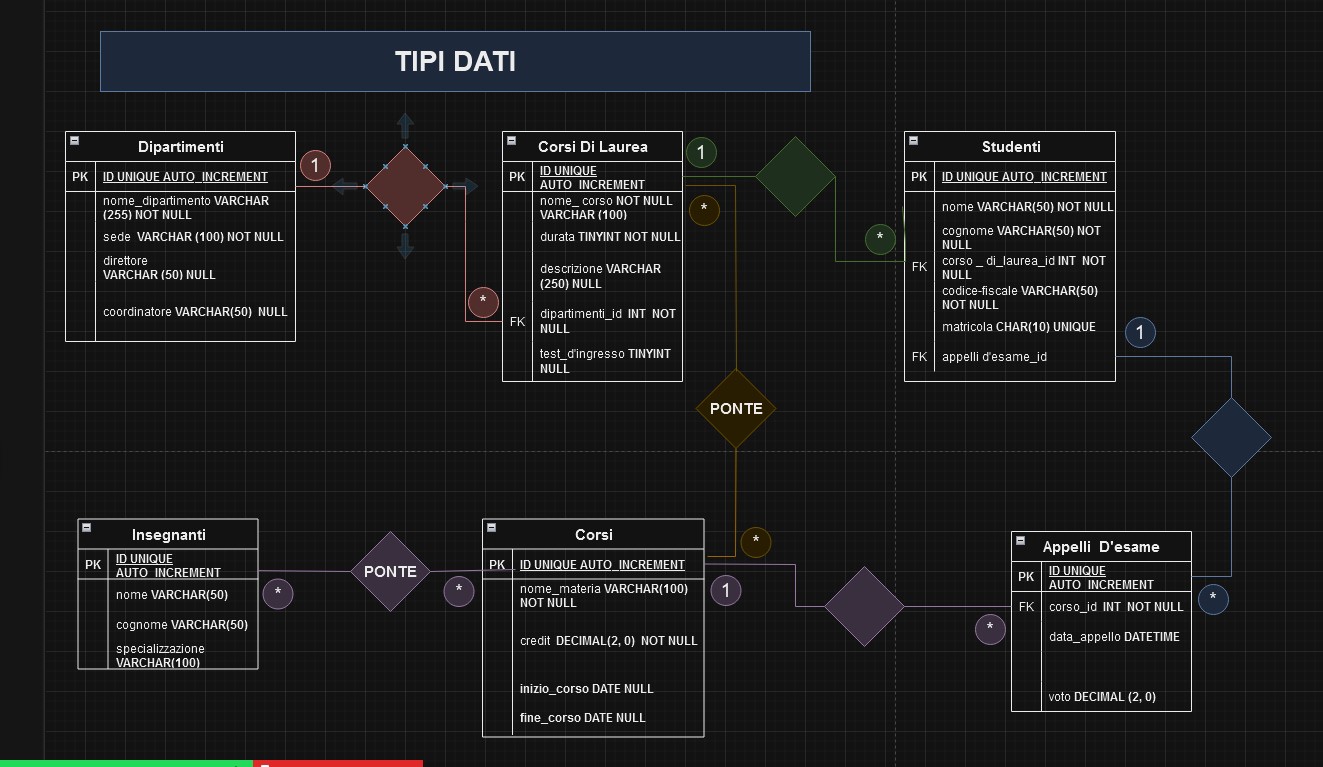 TIPI DATI
Dipartimenti
PK
ID UNIQUE AUTO_INCREMENT
nome_dipartimento VARCHAR
(255) NOT NULL
sede VARCHAR (100) NOT NULL
direttore
VARCHAR (50) NULL
coordinatore VARCHAR(50) NULL
1
*
Corsi Di Laurea
PK
ID UNIQUE
AUTO_INCREMENT
nome_ corso NOT NULL
VARCHAR (100)
durata TINYINT NOT NULL
descrizione VARCHAR
(250) NULL
FK
dipartimenti_id INT NOT
NULL
test_d'ingresso TINYINT
NULL
1
*
*
Studenti
PK
ID UNIQUE AUTO_INCREMENT
nome VARCHAR(50) NOT NULL
cognome VARCHAR(50) NOT
NULL
FK
corso _ di_laurea_id INT NOT
NULL
codice-fiscale VARCHAR(50)
NOT NULL
matricola CHAR(10) UNIQUE
FK
appelli d'esame_id
1
PONTE
*
Insegnanti
PK
ID UNIQUE
AUTO_INCREMENT
nome VARCHAR(50)
cognome VARCHAR(50)
specializzazione
VARCHAR(100)
*
PONTE
*
Corsi
PK
ID UNIQUE AUTO_INCREMENT
nome_materia VARCHAR(100)
NOT NULL
credit DECIMAL(2, 0) NOT NULL
inizio_corso DATE NULL
fine_corso DATE NULL
1
*
Appelli D'esame
PK
ID UNIQUE
AUTO_INCREMENT
FK
corso_id INT NOT NULL
data_appello DATETIME
voto DECIMAL (2, 0)
*